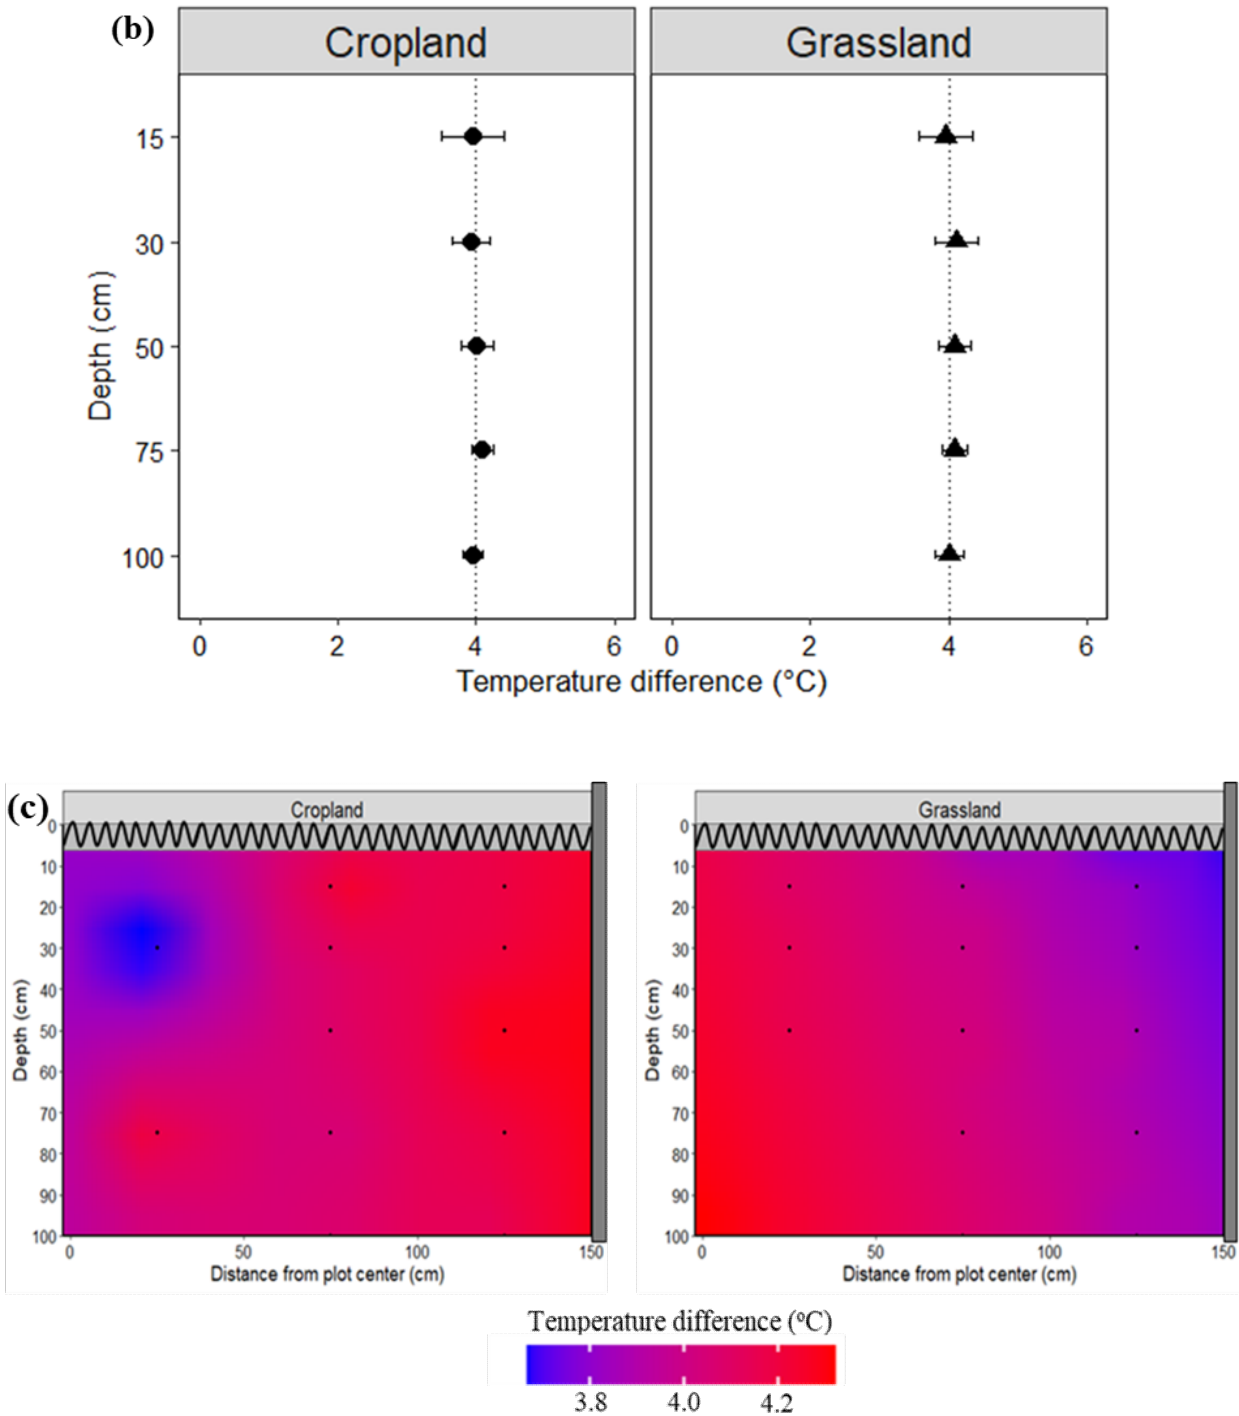 (b)
Cropland Grassland
15
30
50
75
100
Depth (cm)
0 2 4 6 0 2 4 6
Temperature difference (°C)
(c)
Cropland Grassland
0 0
10 10
20 20
30 30
40 40
50 50
60 60
70 70
80 80
90 90
100 100
Depth (cm) Depth (cm)
0 50 100 150 0 50 100 150
Distance from plot center (cm) Distance from plot center (cm)
Temperature difference (ºC)
3.8 4.0 4.2